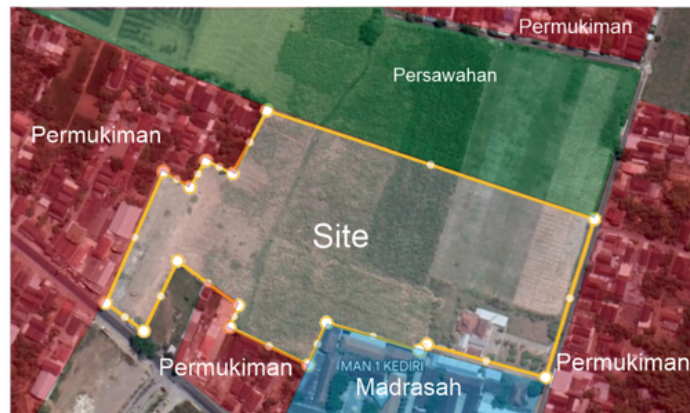 Permukiman
Persawahan
Permukiman
Site
Permukiman
MAN 1 KEDIRI
Madrasah
Permukiman